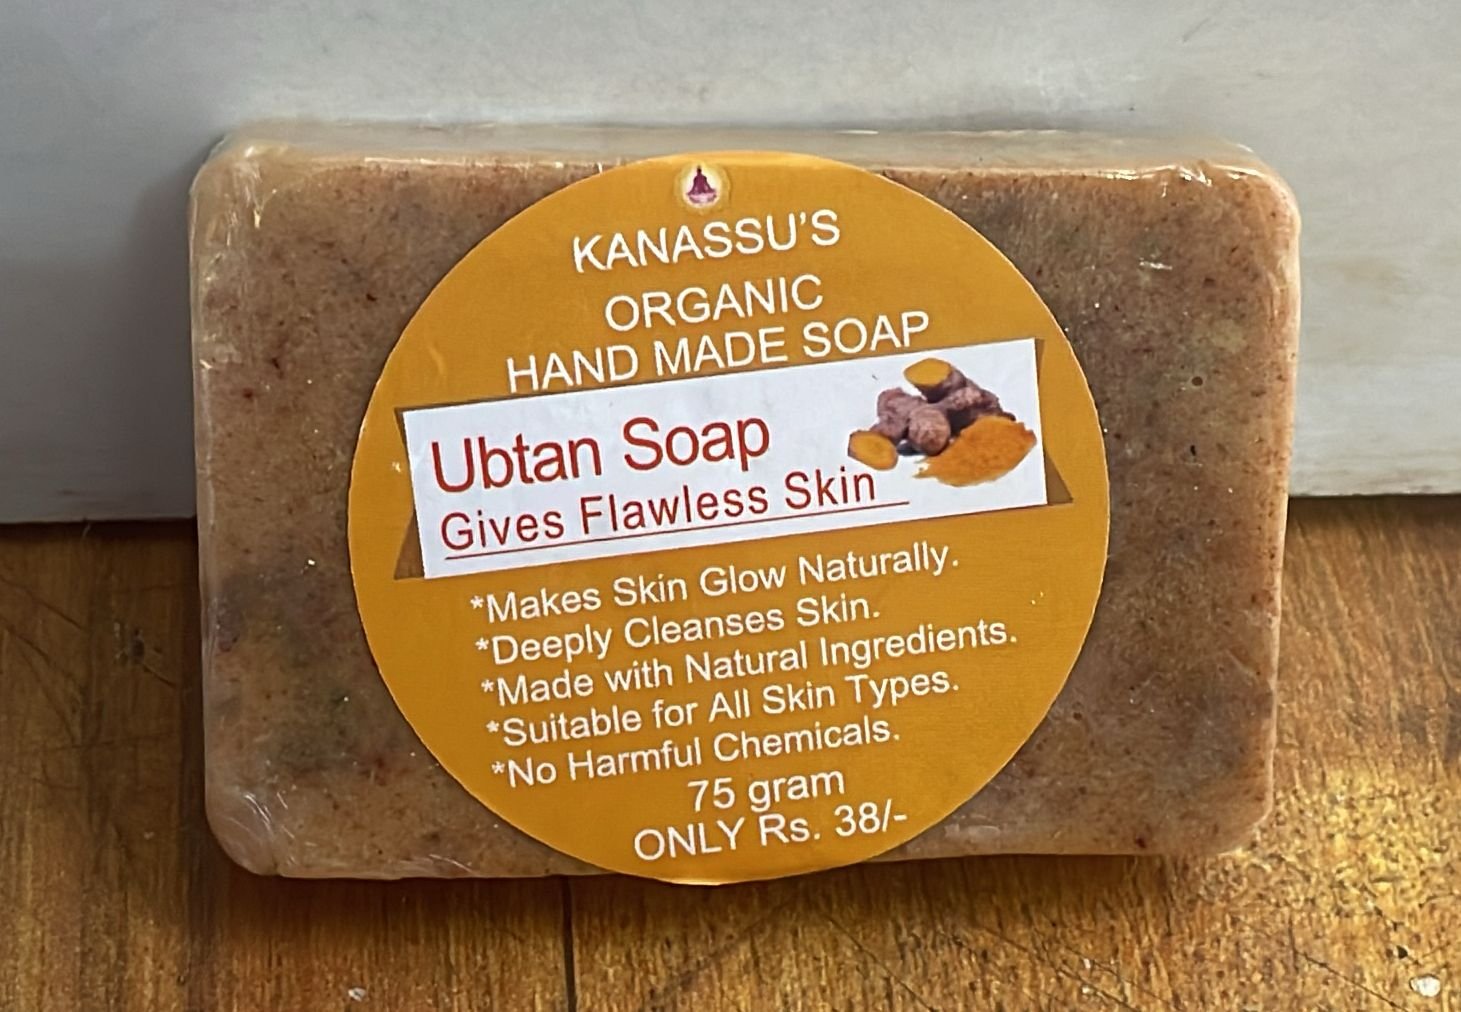 KANASSU'S
ORGANIC
HAND MADE SOAP
Ubtan Soap
Gives Flawless Skin
*Makes Skin Glow Naturally.
*Deeply Cleanses Skin.
*Made with Natural Ingredients.
*Suitable for All Skin Types.
*No Harmful Chemicals.
75 gram
ONLY Rs. 38/-